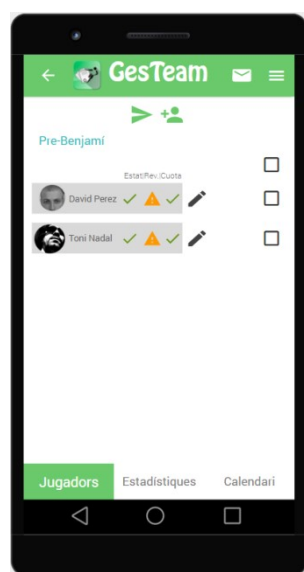 GesTeam
Pre-Benjamí
Estat/Rev./Cuota
David Perez
Toni Nadal
Jugadors Estadístiques Calendari